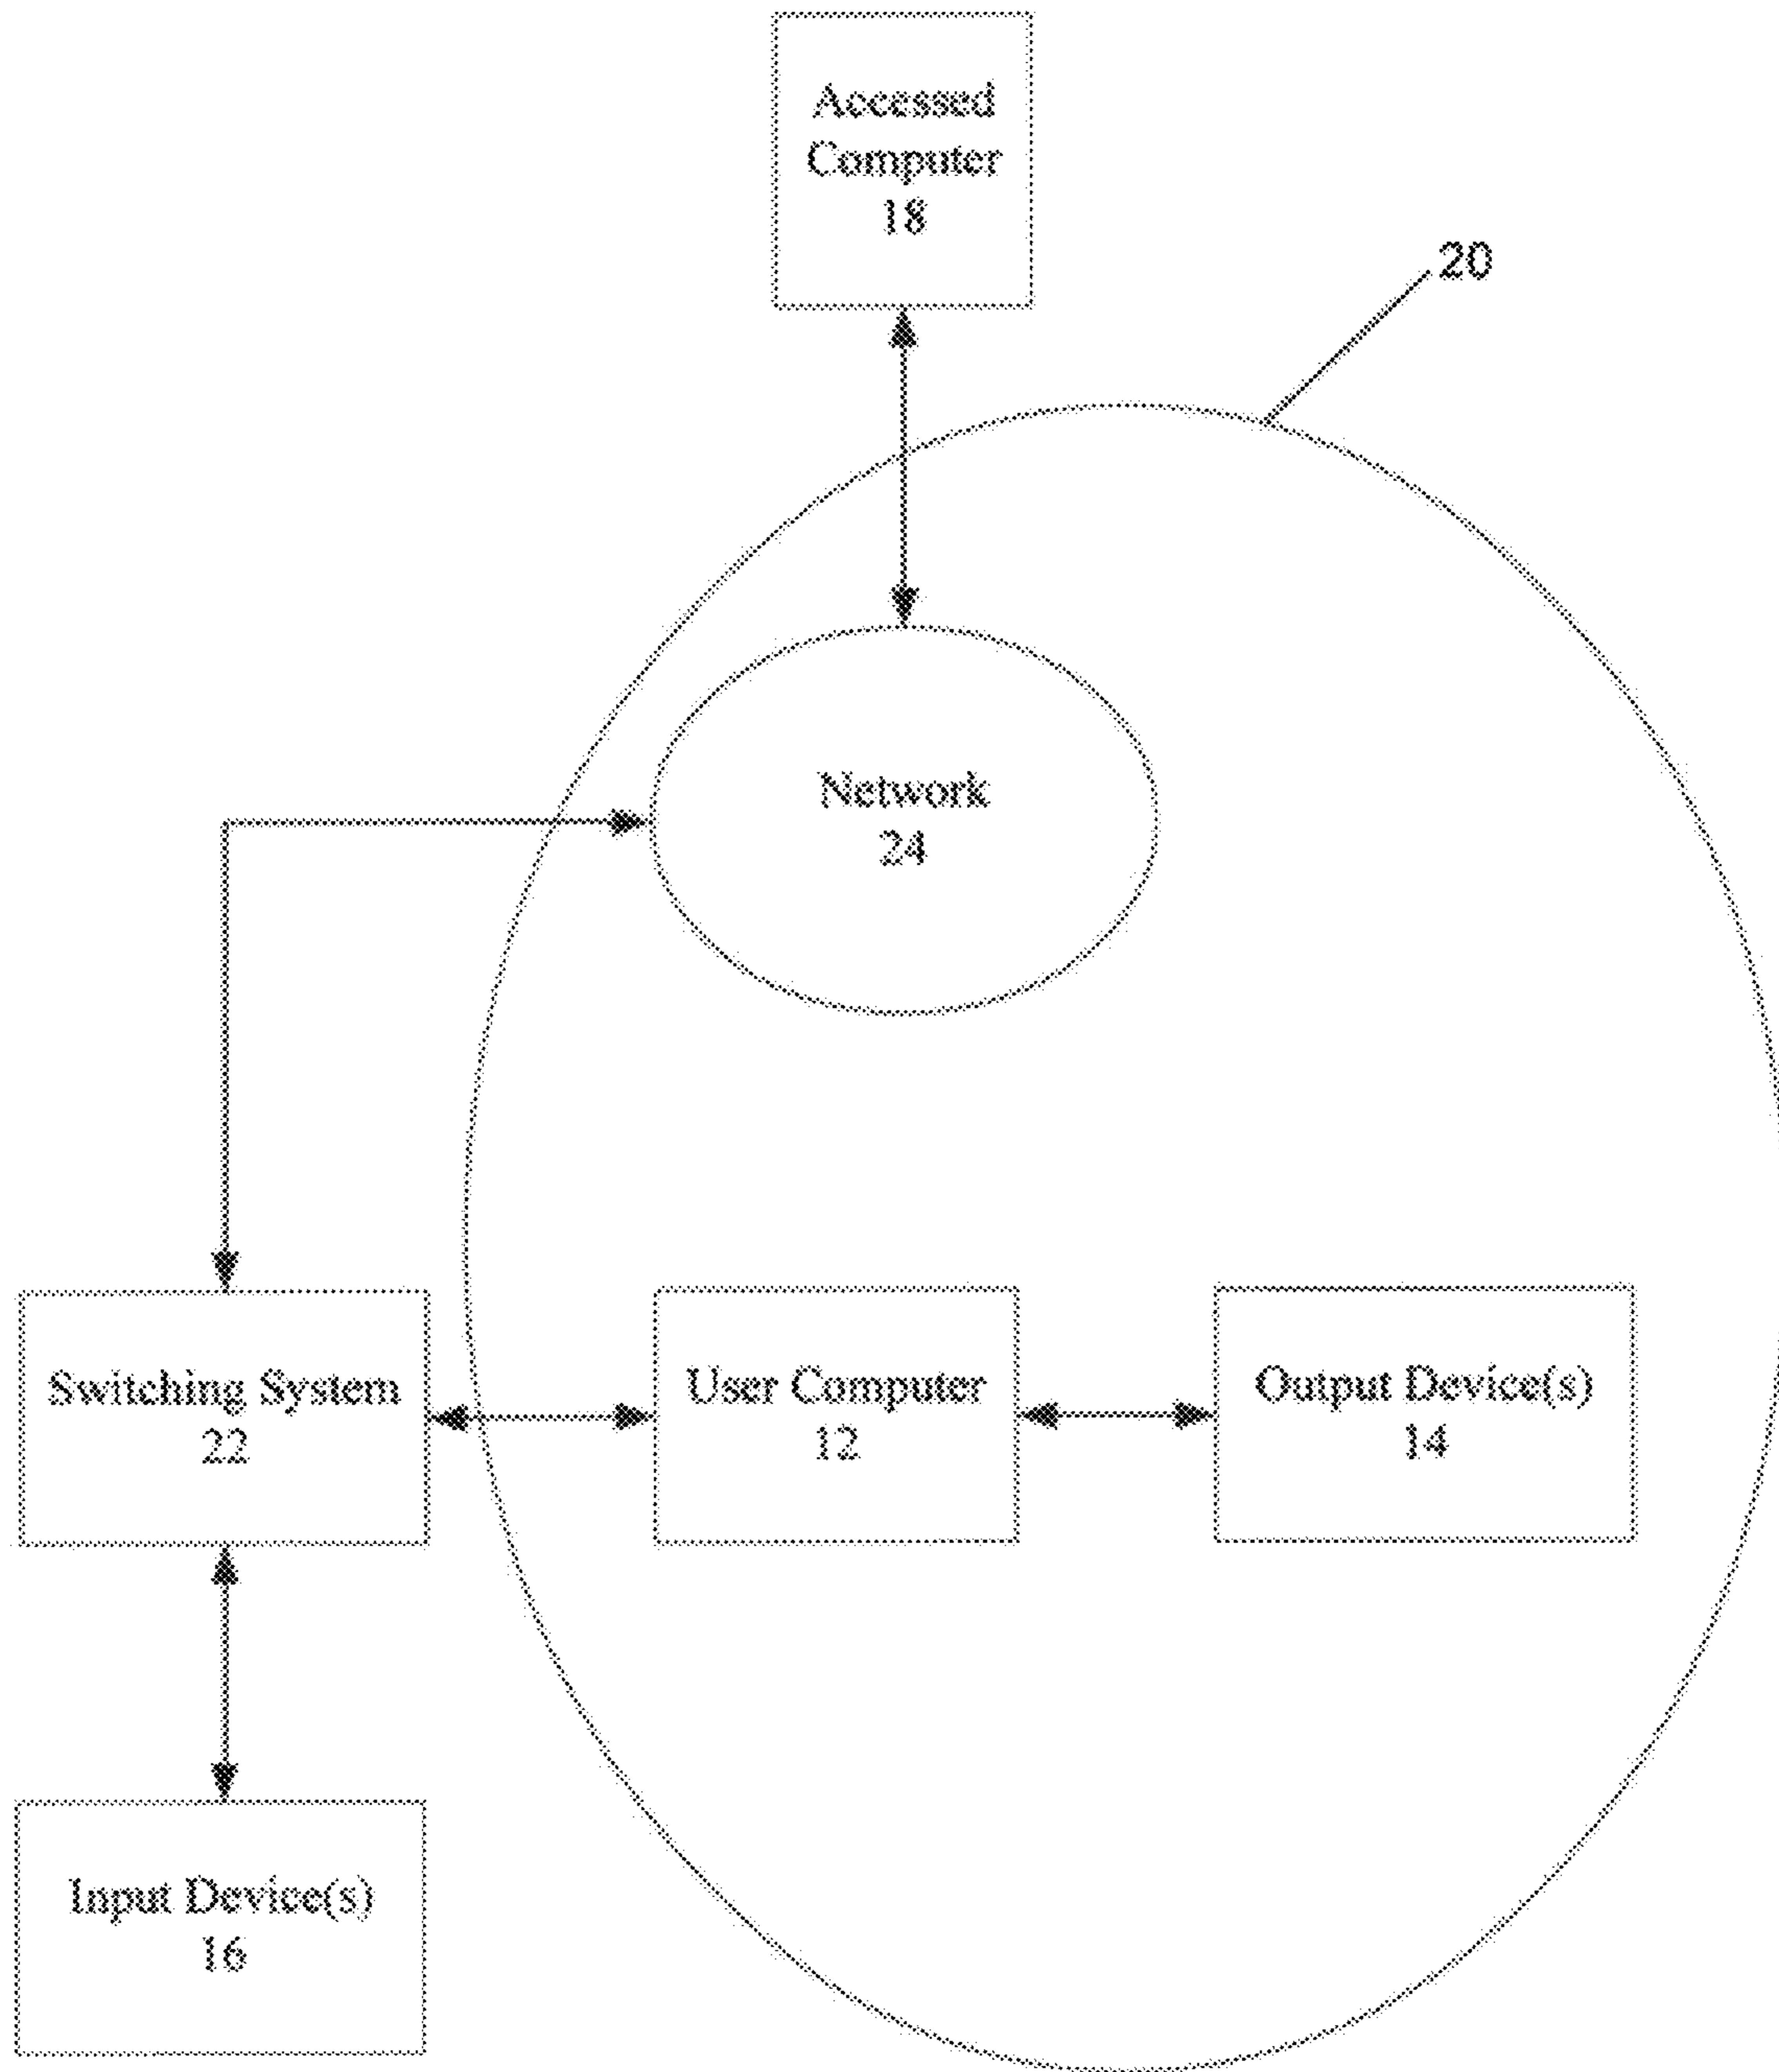 Accessed
Computer
18
20
Network
24
Switching System
22
User Computer
12
Output Device(s)
14
Input Device(s)
16